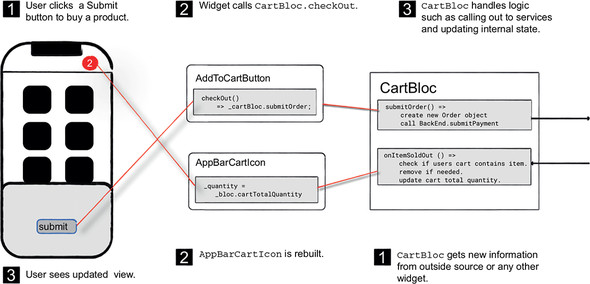 1 User clicks a Submit
button to buy a product.
2 Widget calls CartBloc.checkOut.
3 CartBloc handles logic
such as calling out to services
and updating internal state.
2
AddToCartButton
checkOut()
=> _cartBloc.submitOrder;
CartBloc
submitOrder() =>
create new Order object
call BackEnd.submitPayment
AppBarCartIcon
_quantity =
_bloc.cartTotalQuantity
onItemSoldOut () =>
check if users cart contains item.
remove if needed.
update cart total quantity.
submit
3 User sees updated view.
2 AppBarCartIcon is rebuilt.
1 CartBloc gets new information
from outside source or any other
widget.